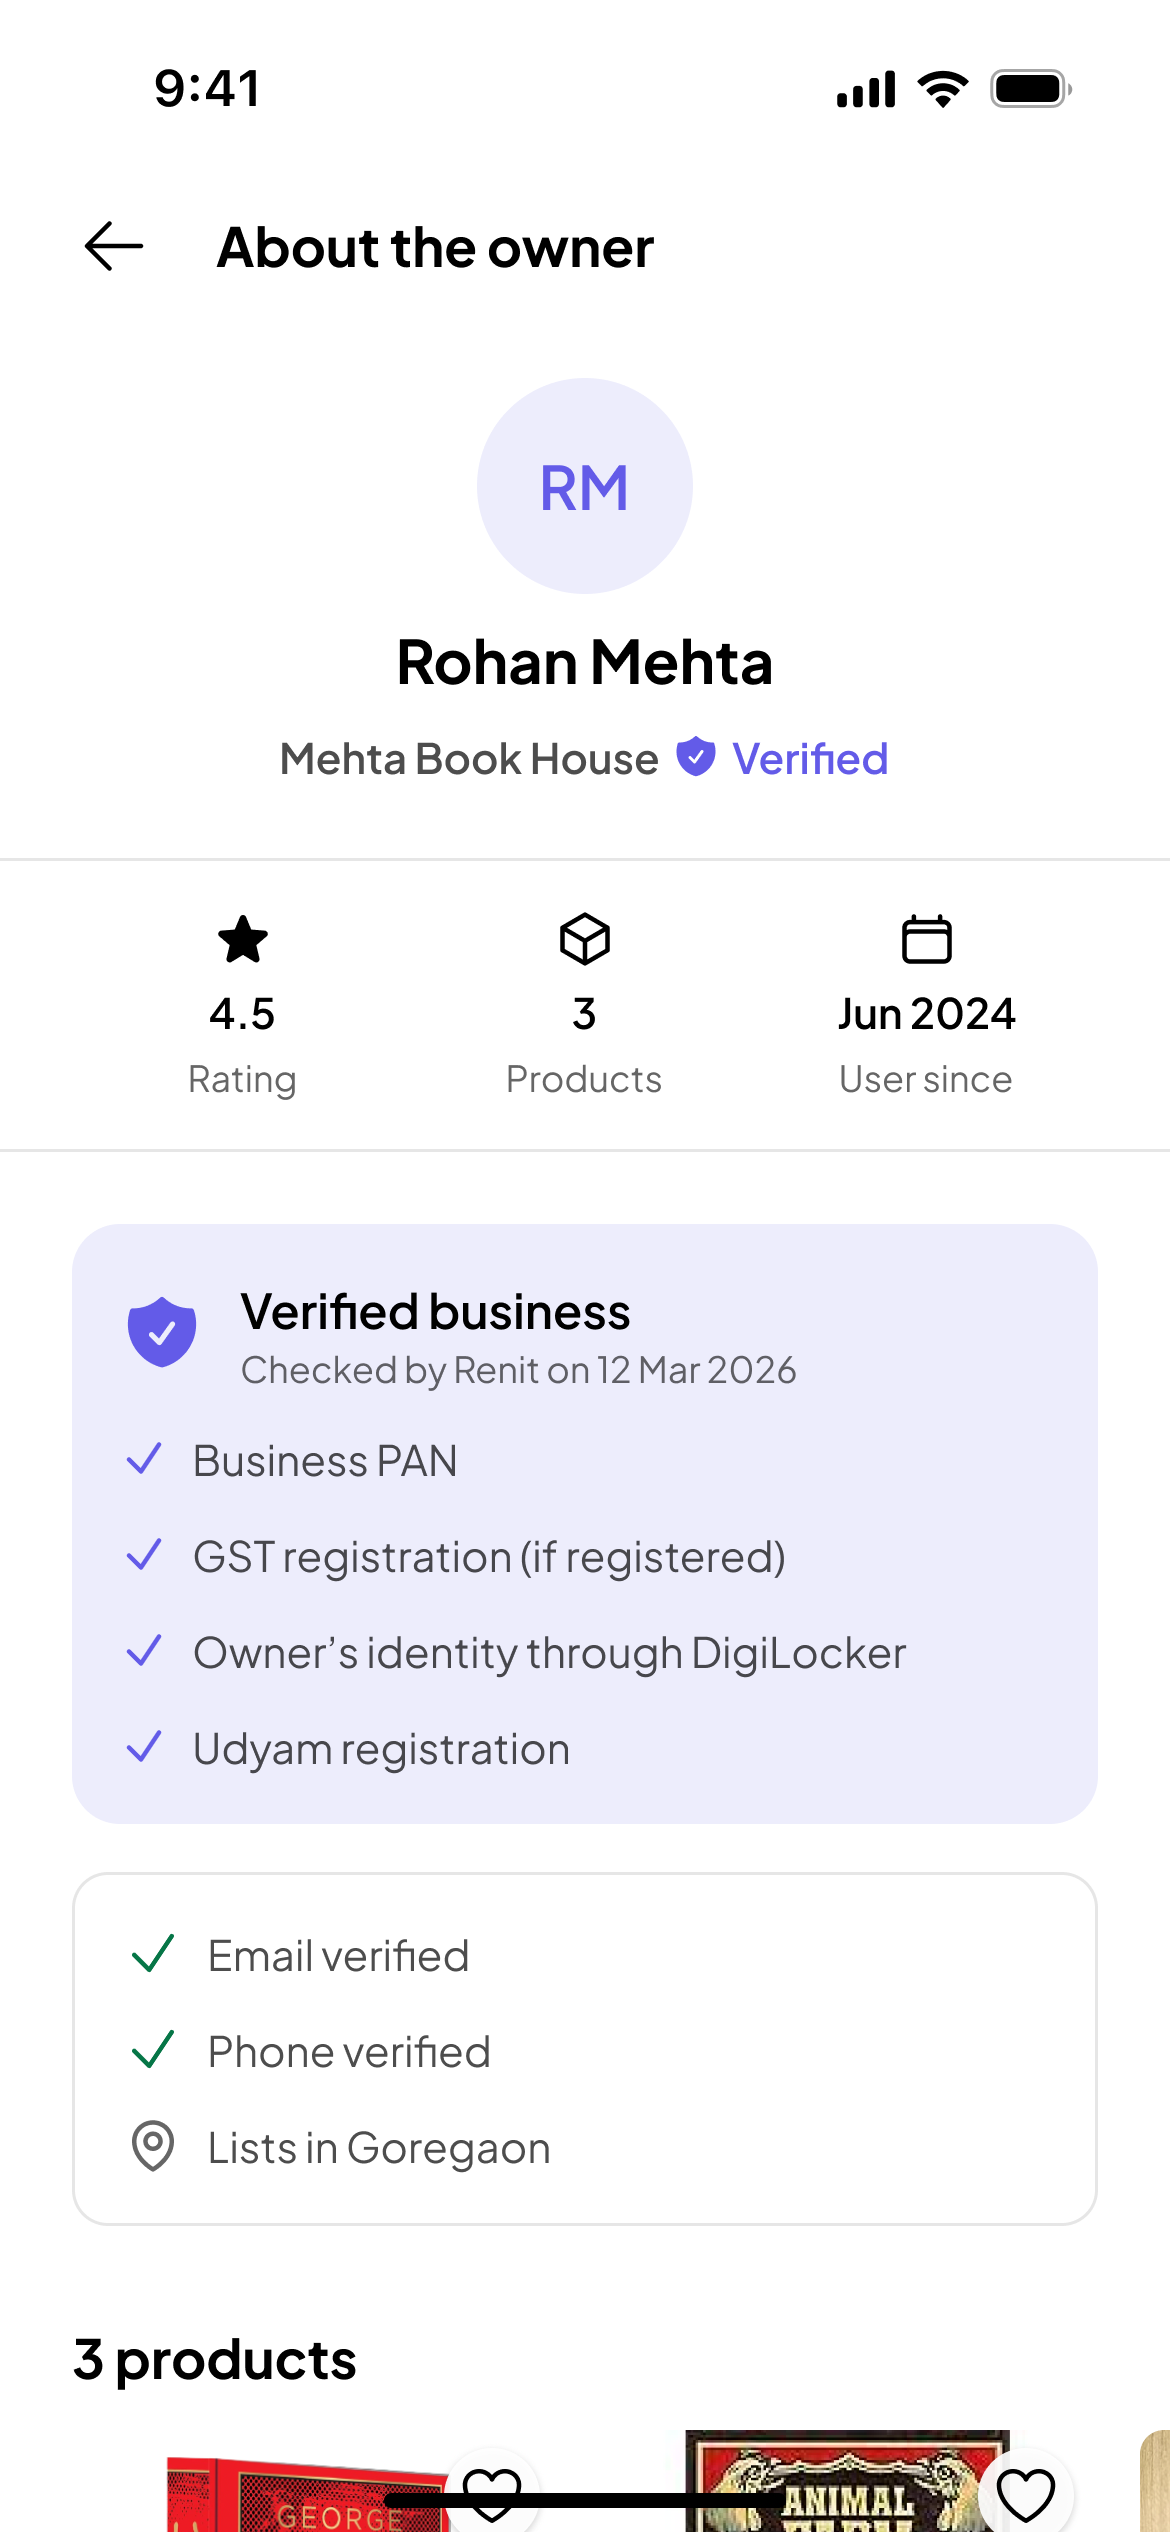 9:41
About the owner
RM
Rohan Mehta
Mehta Book House Verified
4.5
Rating
3
Products
Jun 2024
User since
Verified business
Checked by Renit on 12 Mar 2026
Business PAN
GST registration (if registered)
Owner’s identity through DigiLocker
Udyam registration
Email verified
Phone verified
Lists in Goregaon
3 products
GEORGE
ANIMAL